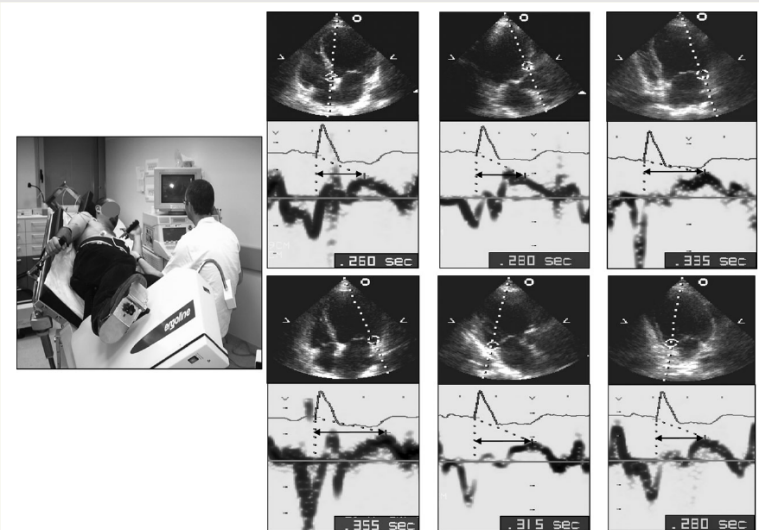 ergoline
.260 sec
.280 sec
.335 sec
.355 sec
.315 sec
.280 sec